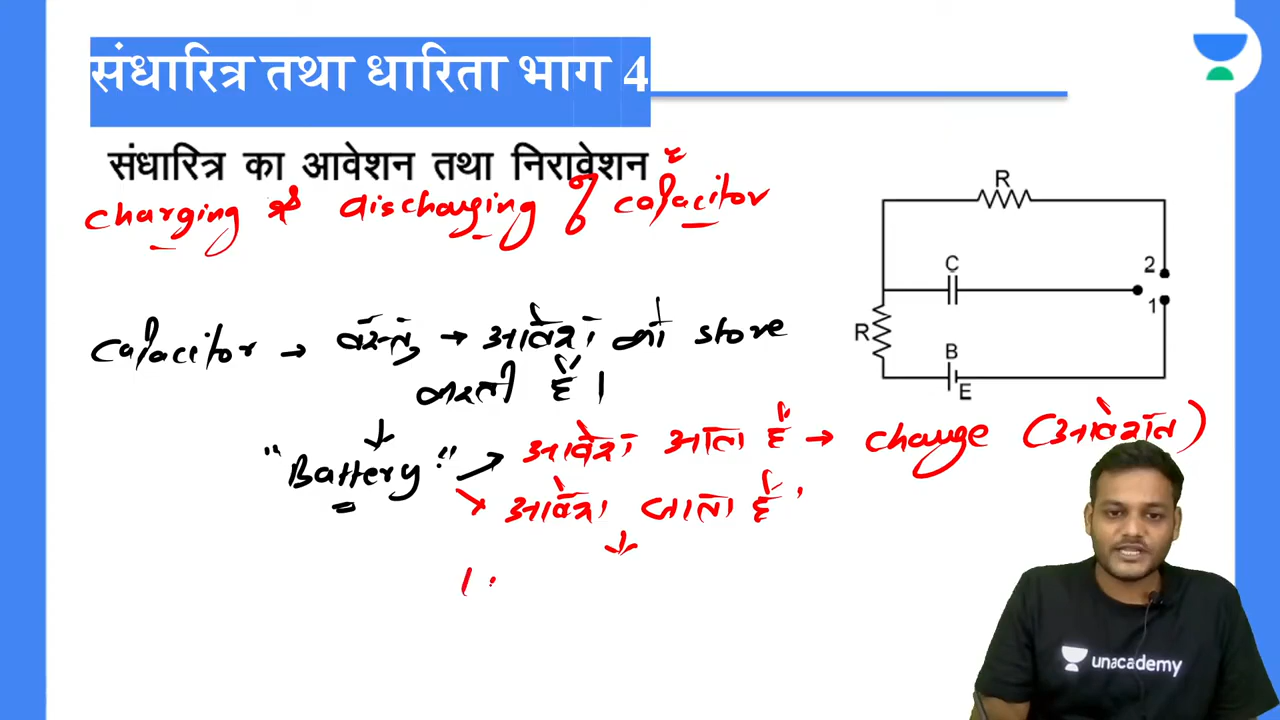 संधारित्र तथा धारिता भाग 4
संधारित्र का आवेशन तथा निरावेशन
charging & discharging of capacitor
Capacitor → वस्तु → आवेश को store
करती है।
"Battery" → आवेश आता है → charge (आवेशन)
आवेश जाता है
R
C
2
1
R
B
E
unacademy